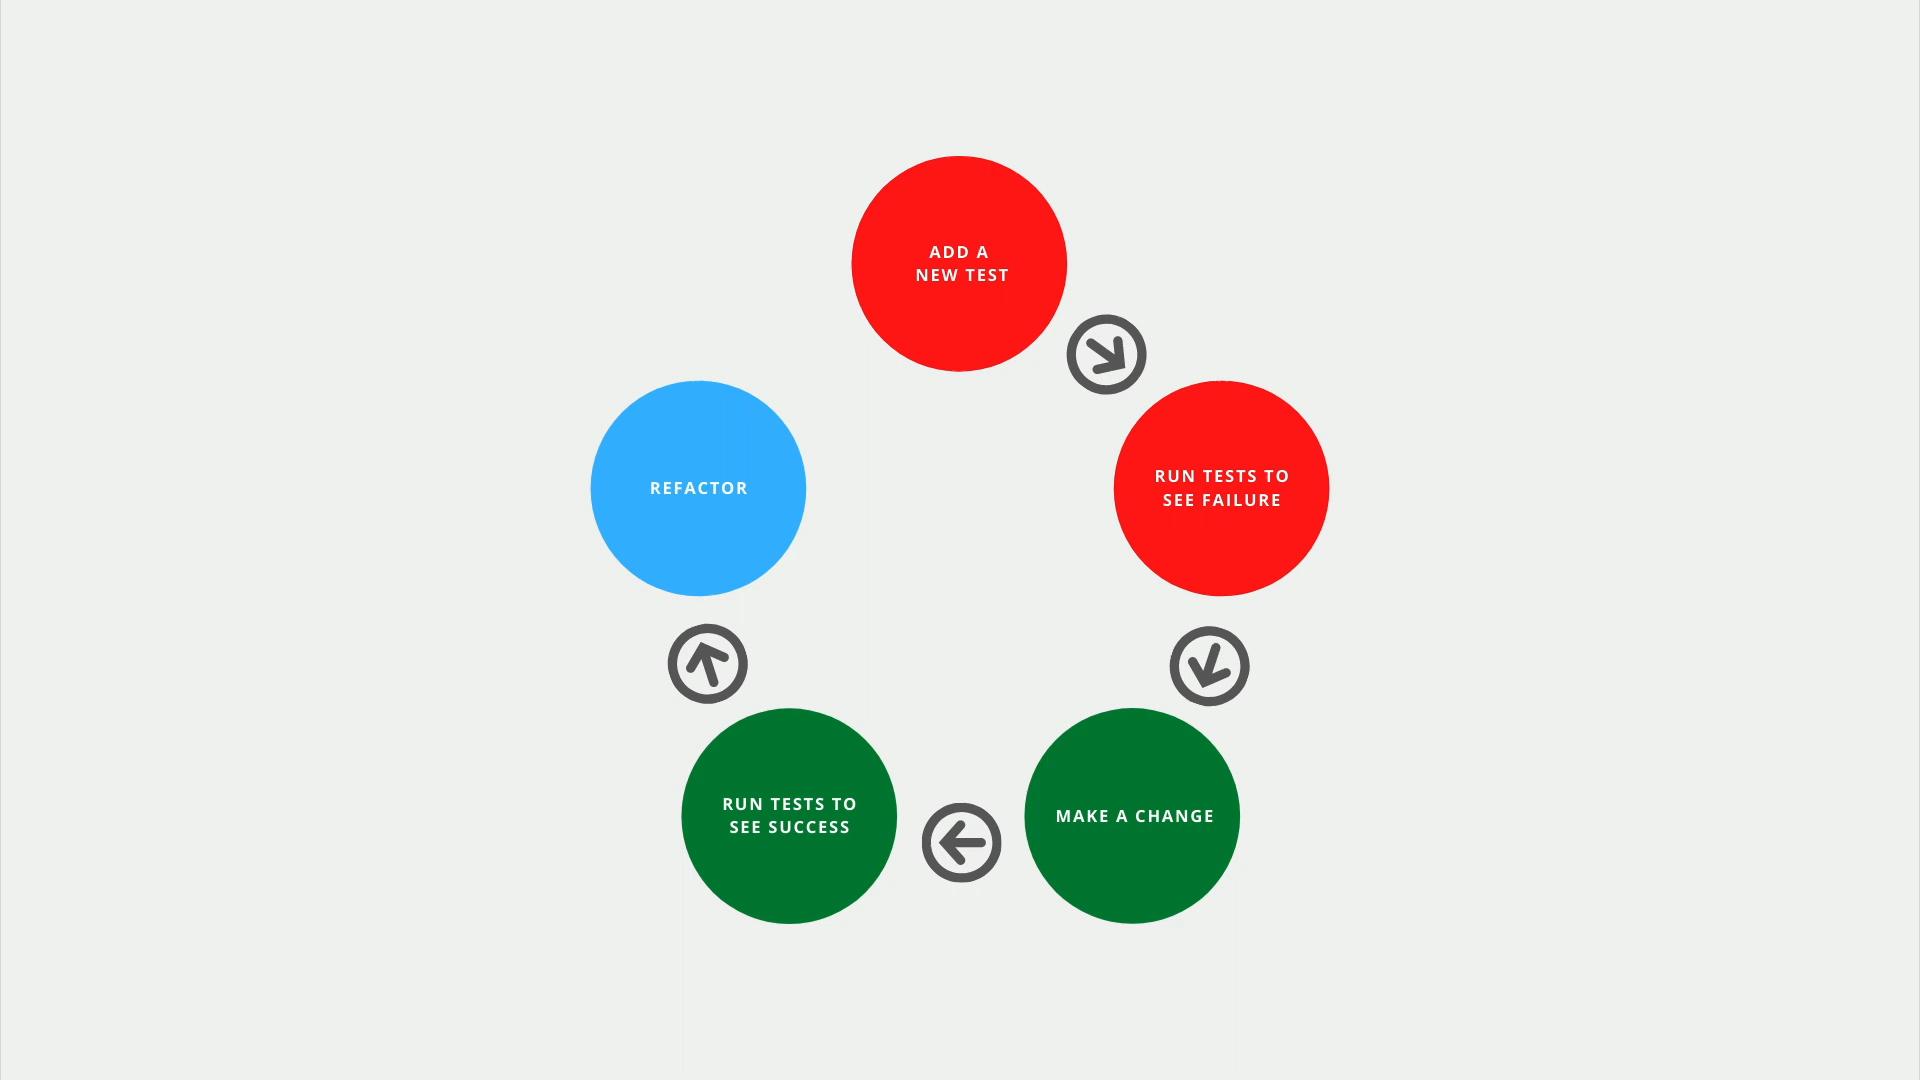 ADD A
NEW TEST
RUN TESTS TO
SEE FAILURE
MAKE A CHANGE
RUN TESTS TO
SEE SUCCESS
REFACTOR